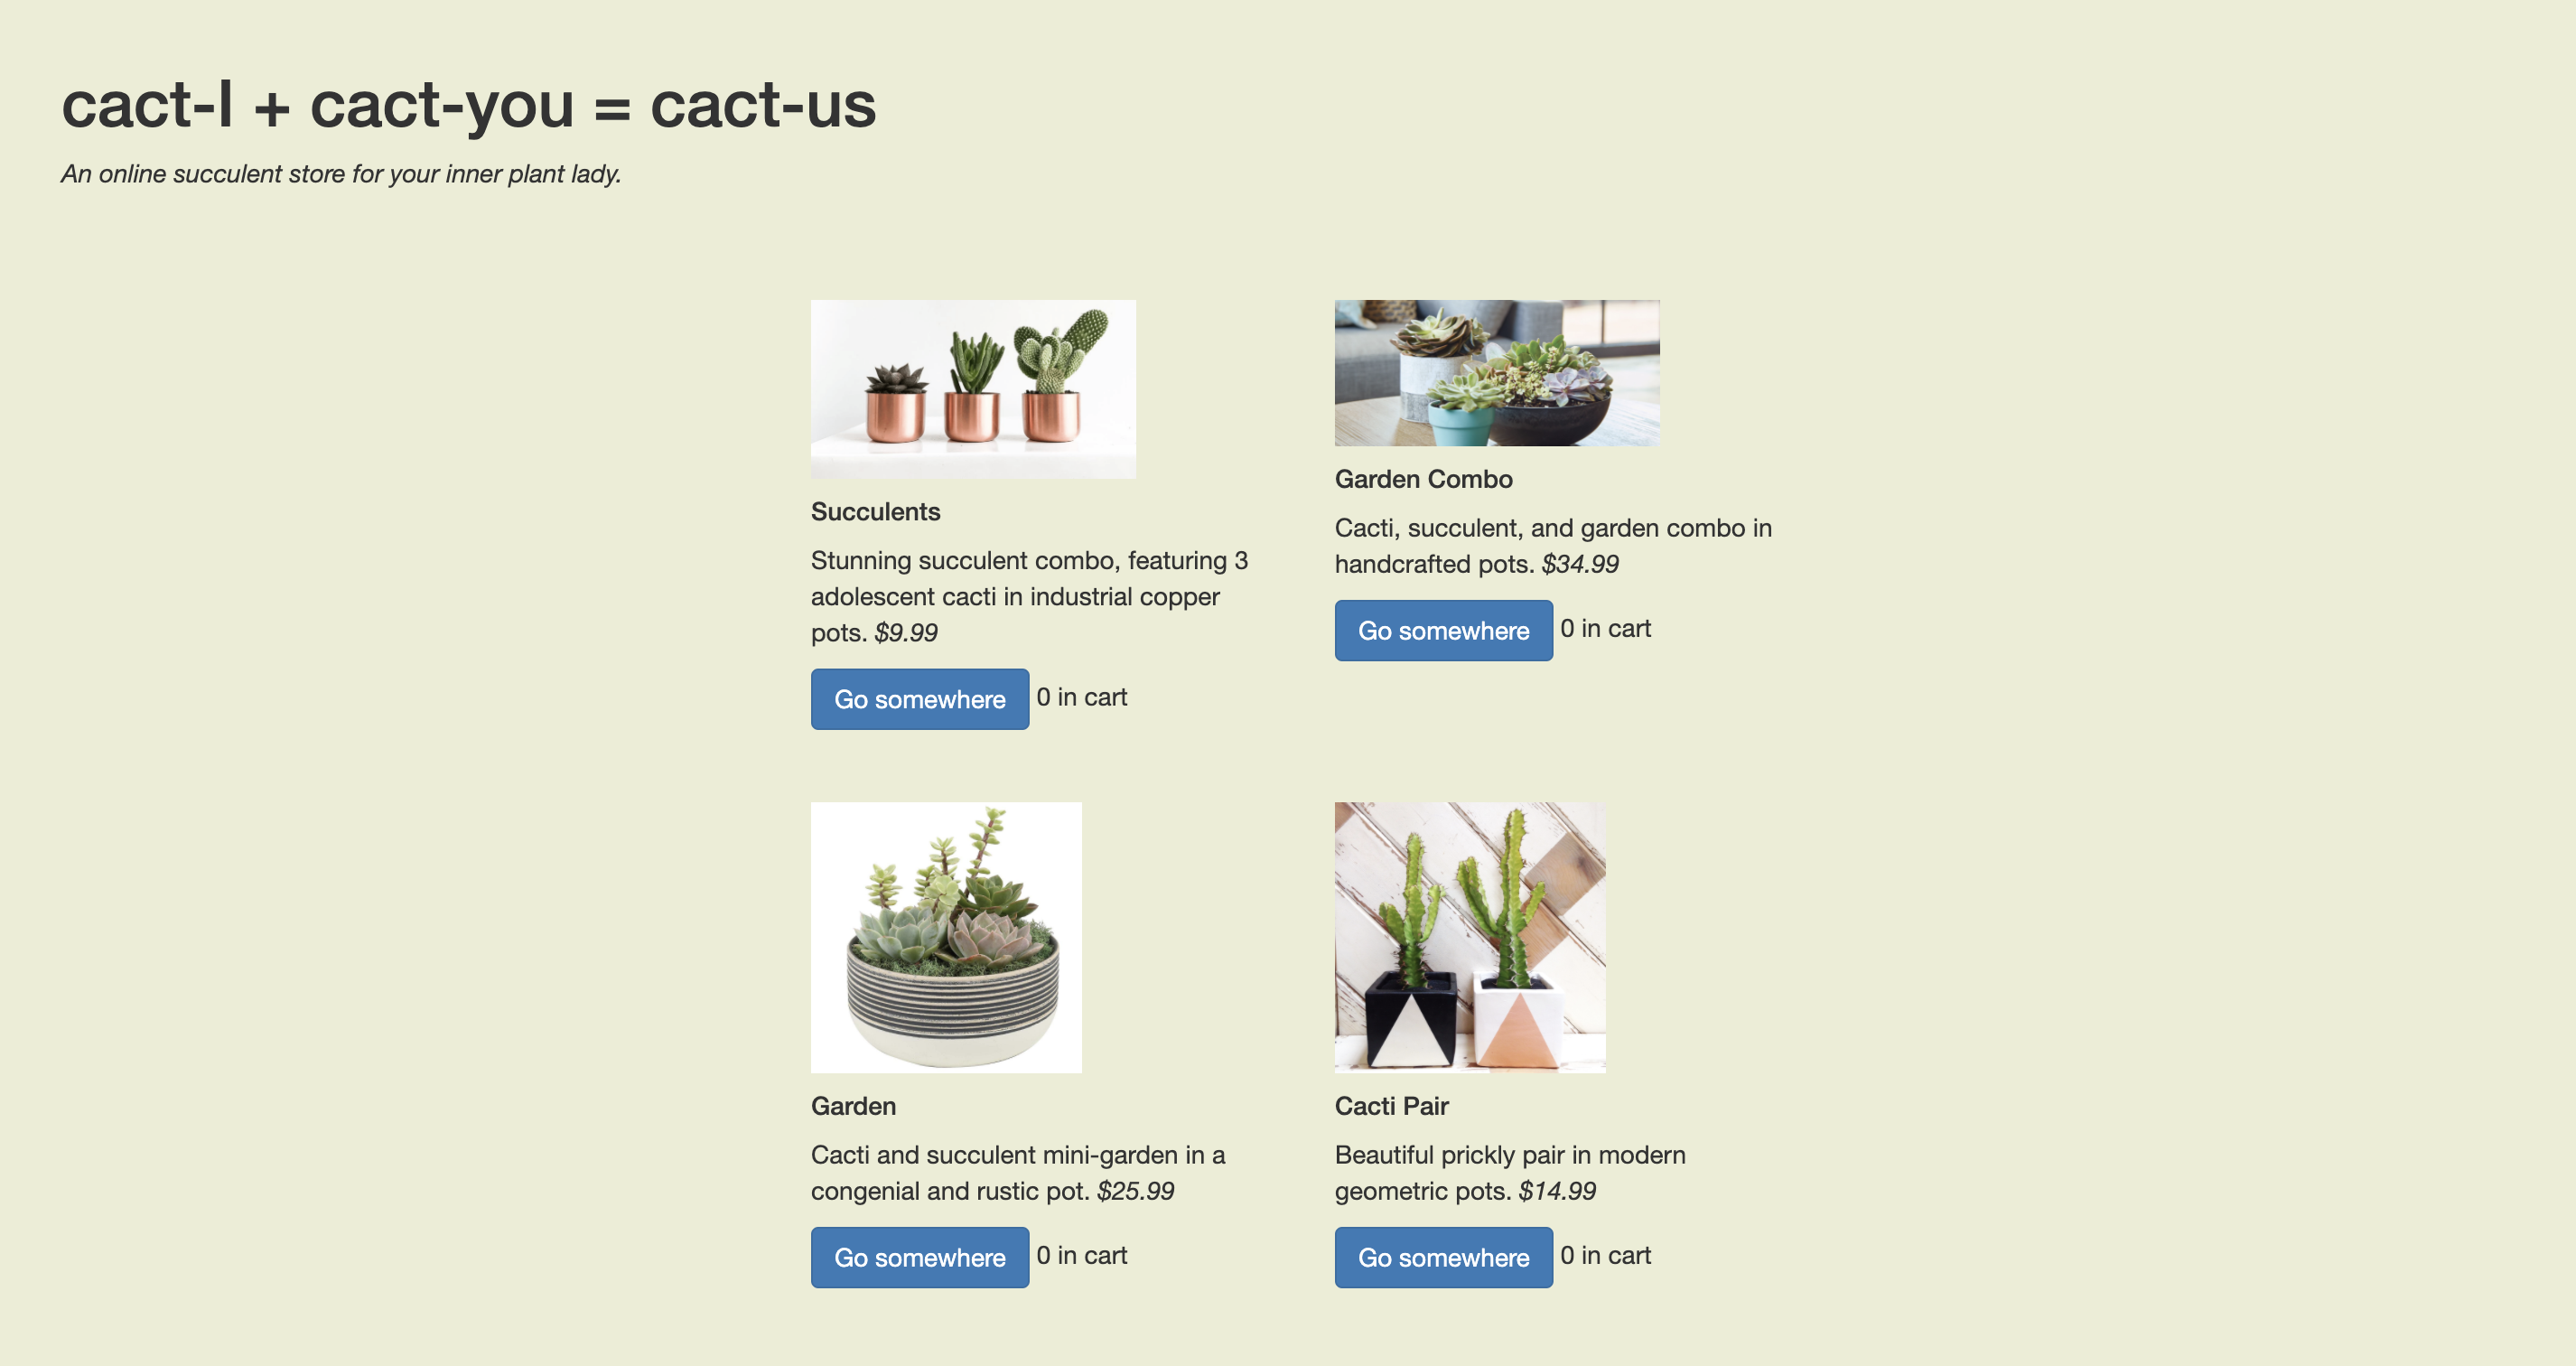 cact-I + cact-you = cact-us
An online succulent store for your inner plant lady.
Succulents
Stunning succulent combo, featuring 3
adolescent cacti in industrial copper
pots. $9.99
Go somewhere 0 in cart
Garden Combo
Cacti, succulent, and garden combo in
handcrafted pots. $34.99
Go somewhere 0 in cart
Garden
Cacti and succulent mini-garden in a
congenial and rustic pot. $25.99
Go somewhere 0 in cart
Cacti Pair
Beautiful prickly pair in modern
geometric pots. $14.99
Go somewhere 0 in cart